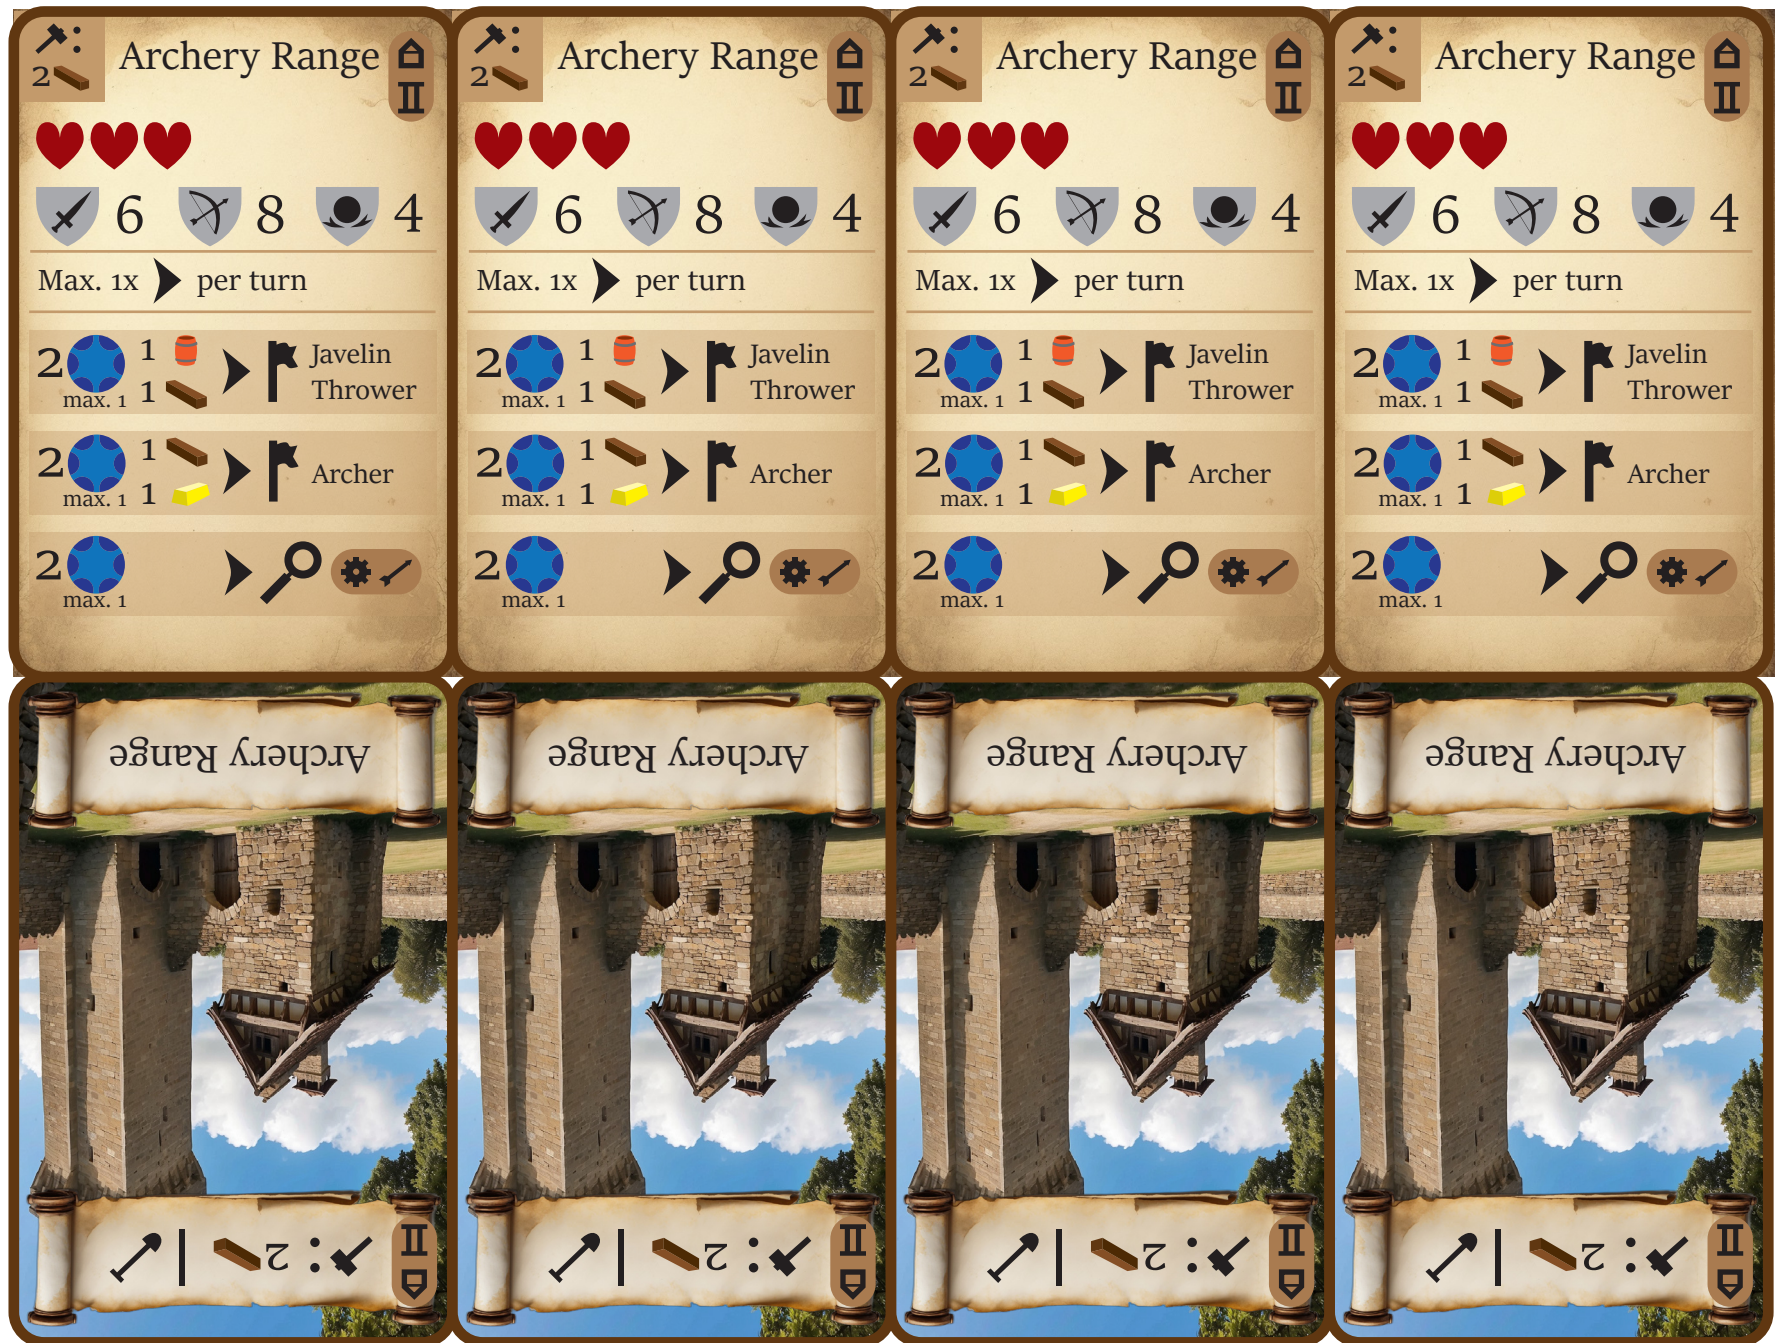 Archery Range
II
2
6 8 4
Max. 1x per turn
2 max. 1 1 1 Javelin Thrower
2 max. 1 1 1 Archer
2 max. 1
Archery Range
II
2
6 8 4
Max. 1x per turn
2 max. 1 1 1 Javelin Thrower
2 max. 1 1 1 Archer
2 max. 1
Archery Range
II
2
6 8 4
Max. 1x per turn
2 max. 1 1 1 Javelin Thrower
2 max. 1 1 1 Archer
2 max. 1
Archery Range
II
2
6 8 4
Max. 1x per turn
2 max. 1 1 1 Javelin Thrower
2 max. 1 1 1 Archer
2 max. 1
Archery Range
2 : II
Archery Range
2 : II
Archery Range
2 : II
Archery Range
2 : II